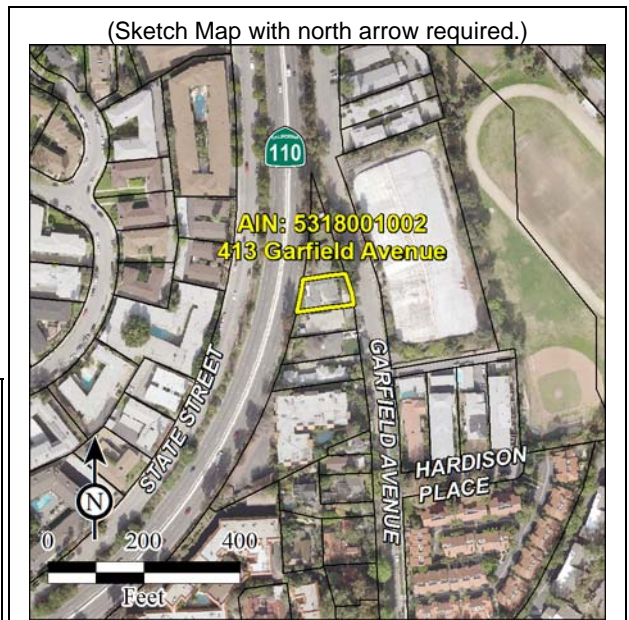 (Sketch Map with north arrow required.)
CALIFORNIA
110
AIN: 5318001002
413 Garfield Avenue
STATE STREET
GARFIELD AVENUE
HARDISON
PLACE
N
0 200 400
Feet